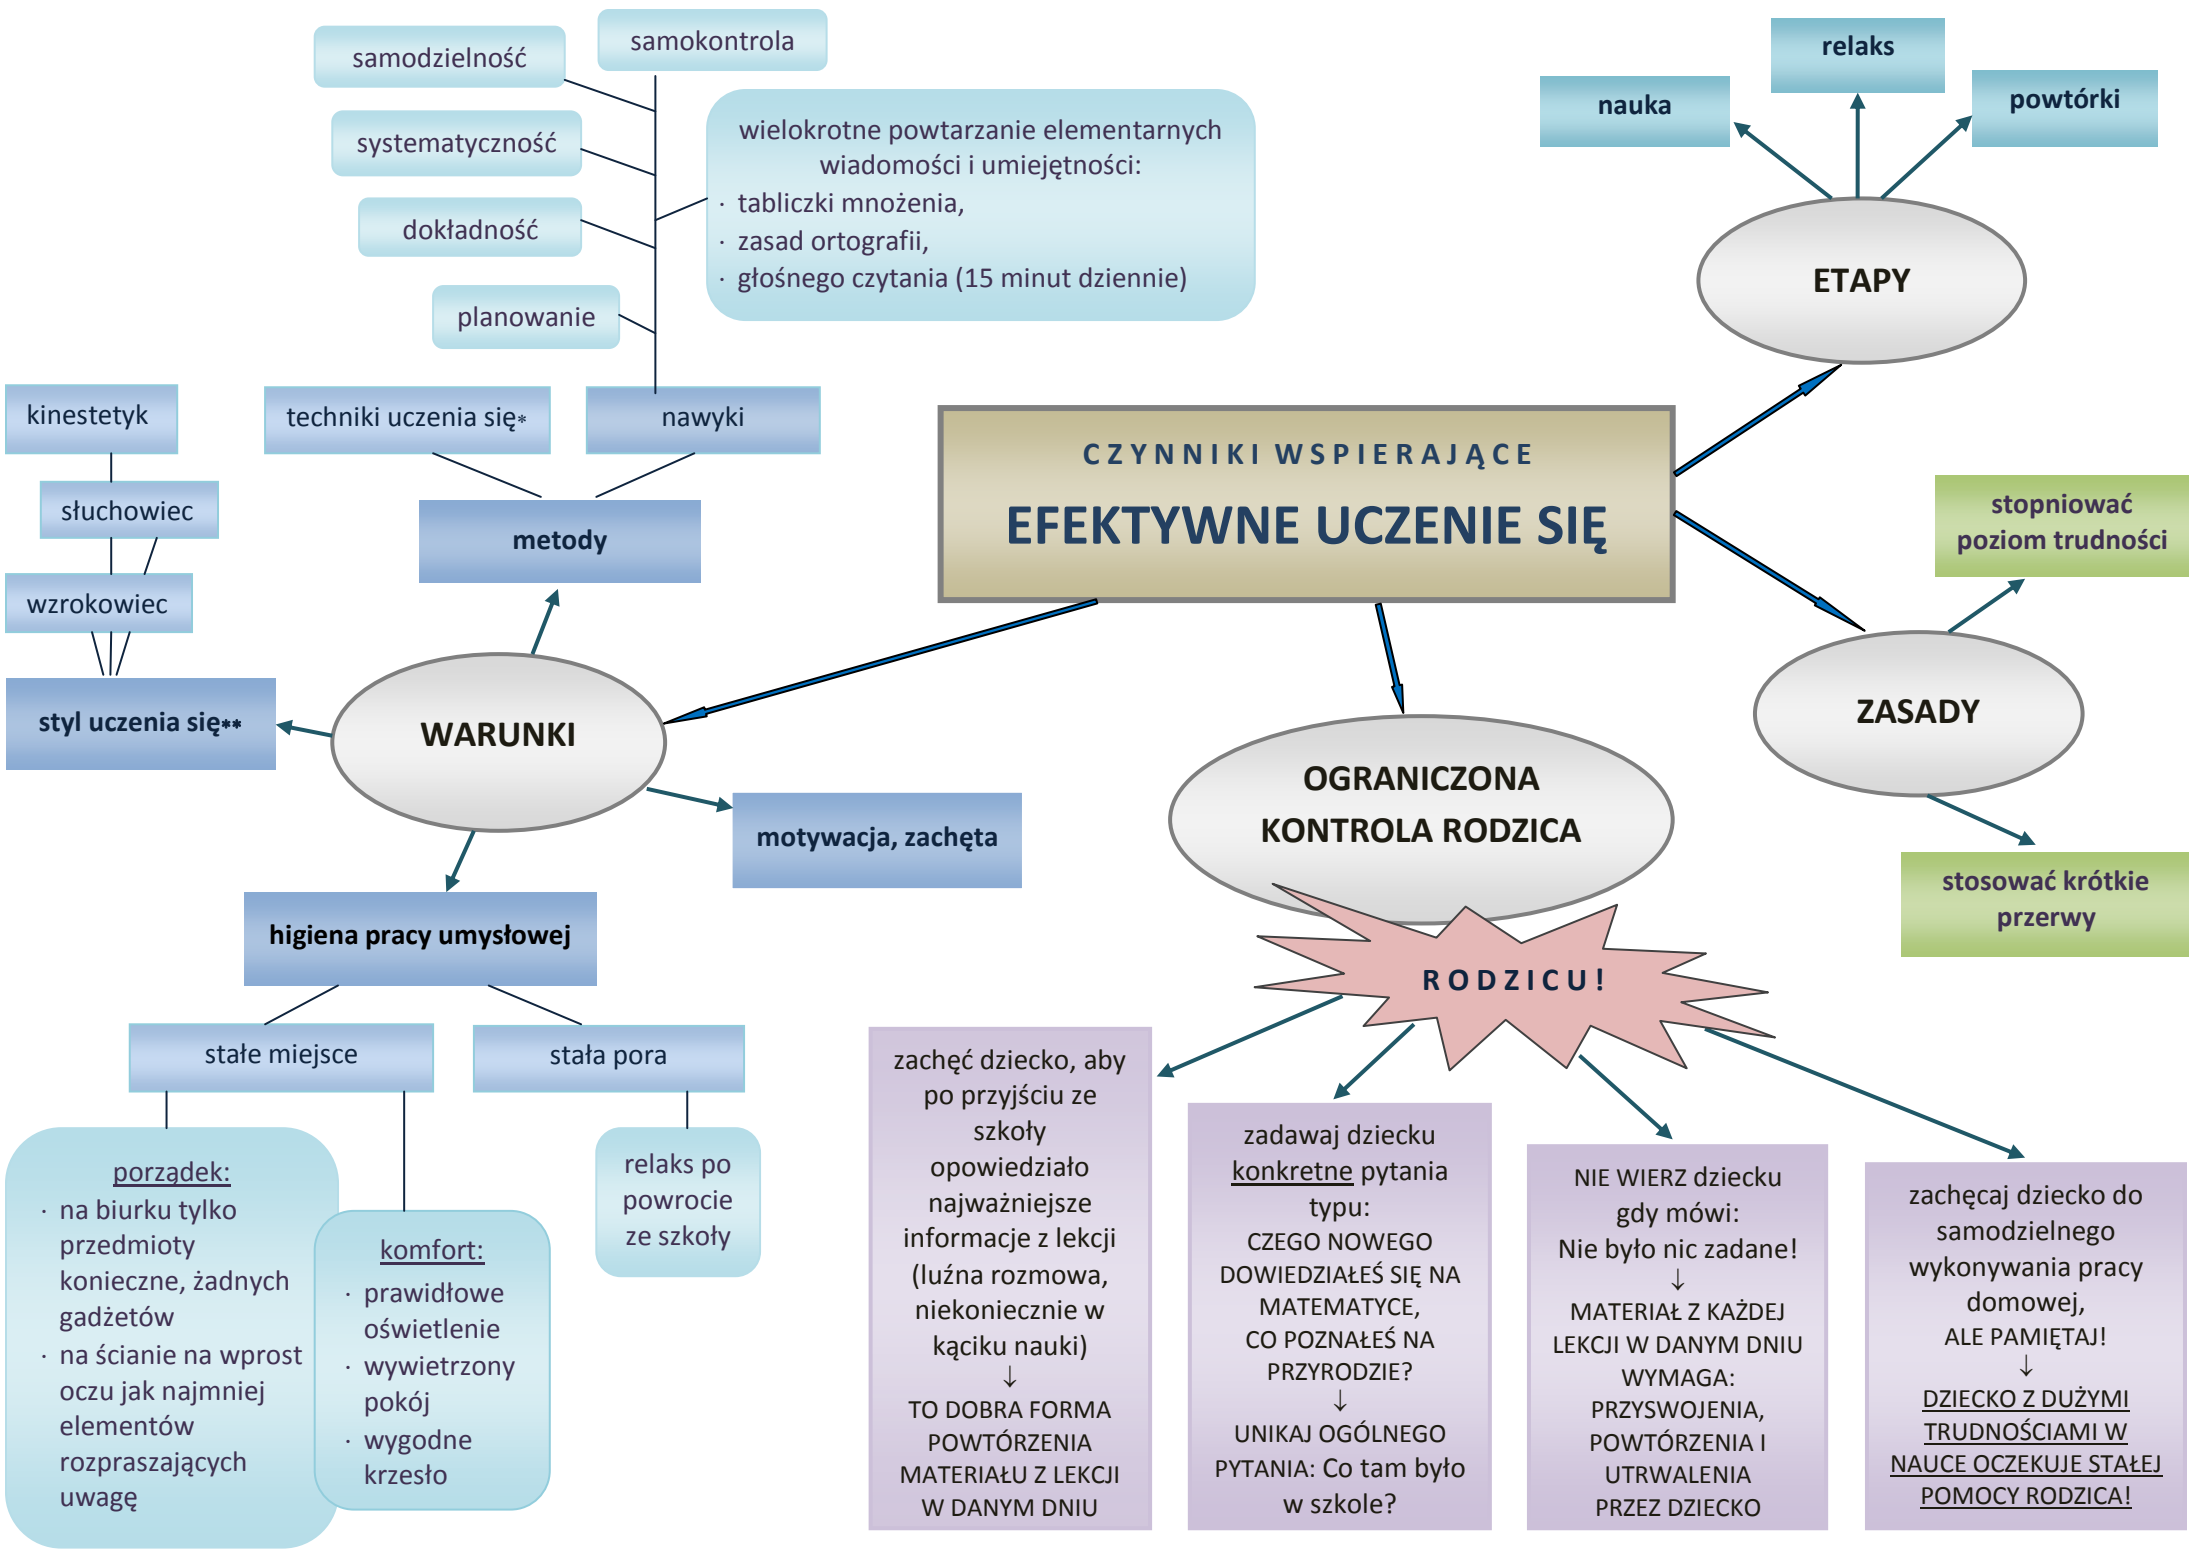 samodzielność
samokontrola
systematyczność
dokładność
planowanie
wielokrotne powtarzanie elementarnych
wiadomości i umiejętności:
· tabliczki mnożenia,
· zasad ortografii,
· głośnego czytania (15 minut dziennie)
relaks
nauka
powtórki
ETAPY
kinestetyk
słuchowiec
wzrokowiec
styl uczenia się**
techniki uczenia się*
nawyki
metody
CZYNNIKI WSPIERAJĄCE
EFEKTYWNE UCZENIE SIĘ
stopniować
poziom trudności
ZASADY
stosować krótkie
przerwy
WARUNKI
motywacja, zachęta
higiena pracy umysłowej
stałe miejsce
stała pora
porządek:
· na biurku tylko
przedmioty
konieczne, żadnych
gadżetów
· na ścianie na wprost
oczu jak najmniej
elementów
rozpraszających
uwagę
komfort:
· prawidłowe
oświetlenie
· wywietrzony
pokój
· wygodne
krzesło
relaks po
powrocie
ze szkoły
OGRANICZONA
KONTROLA RODZICA
RODZICU!
zachęć dziecko, aby
po przyjściu ze
szkoły
opowiedziało
najważniejsze
informacje z lekcji
(luźna rozmowa,
niekoniecznie w
kąciku nauki)
↓
TO DOBRA FORMA
POWTÓRZENIA
MATERIAŁU Z LEKCJI
W DANYM DNIU
zadawaj dziecku
konkretne pytania
typu:
CZEGO NOWEGO
DOWIEDZIAŁEŚ SIĘ NA
MATEMATYCE,
CO POZNAŁEŚ NA
PRZYRODZIE?
↓
UNIKAJ OGÓLNEGO
PYTANIA: Co tam było
w szkole?
NIE WIERZ dziecku
gdy mówi:
Nie było nic zadane!
↓
MATERIAŁ Z KAŻDEJ
LEKCJI W DANYM DNIU
WYMAGA:
PRZYSWOJENIA,
POWTÓRZENIA I
UTRWALENIA
PRZEZ DZIECKO
zachęcaj dziecko do
samodzielnego
wykonywania pracy
domowej,
ALE PAMIĘTAJ!
↓
DZIECKO Z DUŻYMI
TRUDNOŚCIAMI W
NAUCE OCZEKUJE STAŁEJ
POMOCY RODZICA!